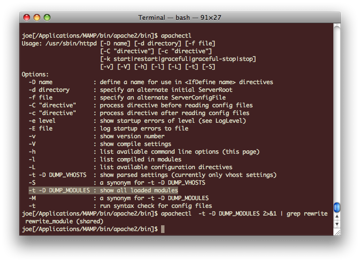 Terminal — bash — 91×27
joe[/Applications/MAMP/bin/apache2/bin]$ apachectl
Usage: /usr/sbin/httpd [-D name] [-d directory] [-f file]
[-C "directive"] [-c "directive"]
[-k start|restart|graceful|graceful-stop|stop]
[-v] [-V] [-h] [-l] [-L] [-t] [-S]
Options:
-D name : define a name for use in <IfDefine name> directives
-d directory : specify an alternate initial ServerRoot
-f file : specify an alternate ServerConfigFile
-C "directive" : process directive before reading config files
-c "directive" : process directive after reading config files
-e level : show startup errors of level (see LogLevel)
-E file : log startup errors to file
-v : show version number
-V : show compile settings
-h : list available command line options (this page)
-l : list compiled in modules
-L : list available configuration directives
-t -D DUMP_VHOSTS : show parsed settings (currently only vhost settings)
-S : a synonym for -t -D DUMP_VHOSTS
-t -D DUMP_MODULES : show all loaded modules
-M : a synonym for -t -D DUMP_MODULES
-t : run syntax check for config files
joe[/Applications/MAMP/bin/apache2/bin]$ apachectl -t -D DUMP_MODULES 2>&1 | grep rewrite
rewrite_module (shared)
joe[/Applications/MAMP/bin/apache2/bin]$